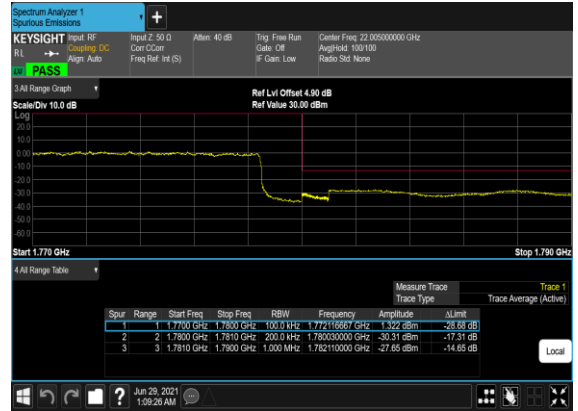 Spectrum Analyzer 1
Spurious Emissions
KEYSIGHT Input: RF Input Z: 50 Ω Atten: 40 dB Trig: Free Run Center Freq: 22.005000000 GHz
RL Coupling: DC Corr CCorr Gate: Off Avg|Hold: 100/100
Align: Auto Freq Ref: Int (S) IF Gain: Low Radio Std: None
PASS
3 All Range Graph
Ref Lvl Offset 4.90 dB
Scale/Div 10.0 dB Ref Value 30.00 dBm
Log
20.0
10.0
0.00
-10.0
-20.0
-30.0
-40.0
-50.0
-60.0
Start 1.770 GHz Stop 1.790 GHz
4 All Range Table
Measure Trace Trace 1
Trace Type Trace Average (Active)
Spur Range Start Freq Stop Freq RBW Frequency Amplitude ΔLimit
1 1 1.7700 GHz 1.7800 GHz 100.0 kHz 1.772116667 GHz 1.322 dBm -28.68 dB
2 2 1.7800 GHz 1.7810 GHz 200.0 kHz 1.780030000 GHz -30.31 dBm -17.31 dB
3 3 1.7810 GHz 1.7900 GHz 1.000 MHz 1.782110000 GHz -27.65 dBm -14.65 dB
Local
? Jun 29, 2021
1:09:26 AM